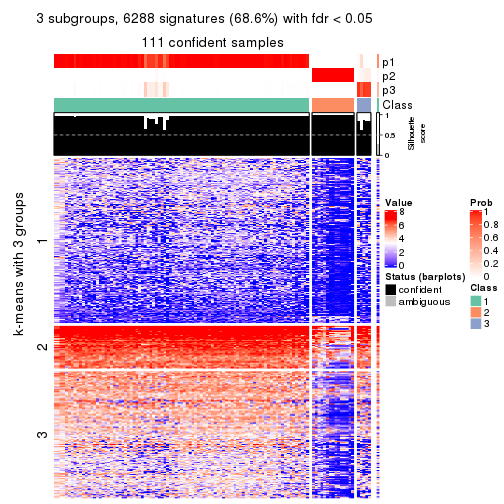 3 subgroups, 6288 signatures (68.6%) with fdr < 0.05
111 confident samples
p1
p2
p3
Class
1
0.5
0
Silhouette
score
k-means with 3 groups
1
2
3
Value
8
6
4
2
0
Status (barplots)
confident
ambiguous
Prob
1
0.8
0.6
0.4
0.2
0
Class
1
2
3